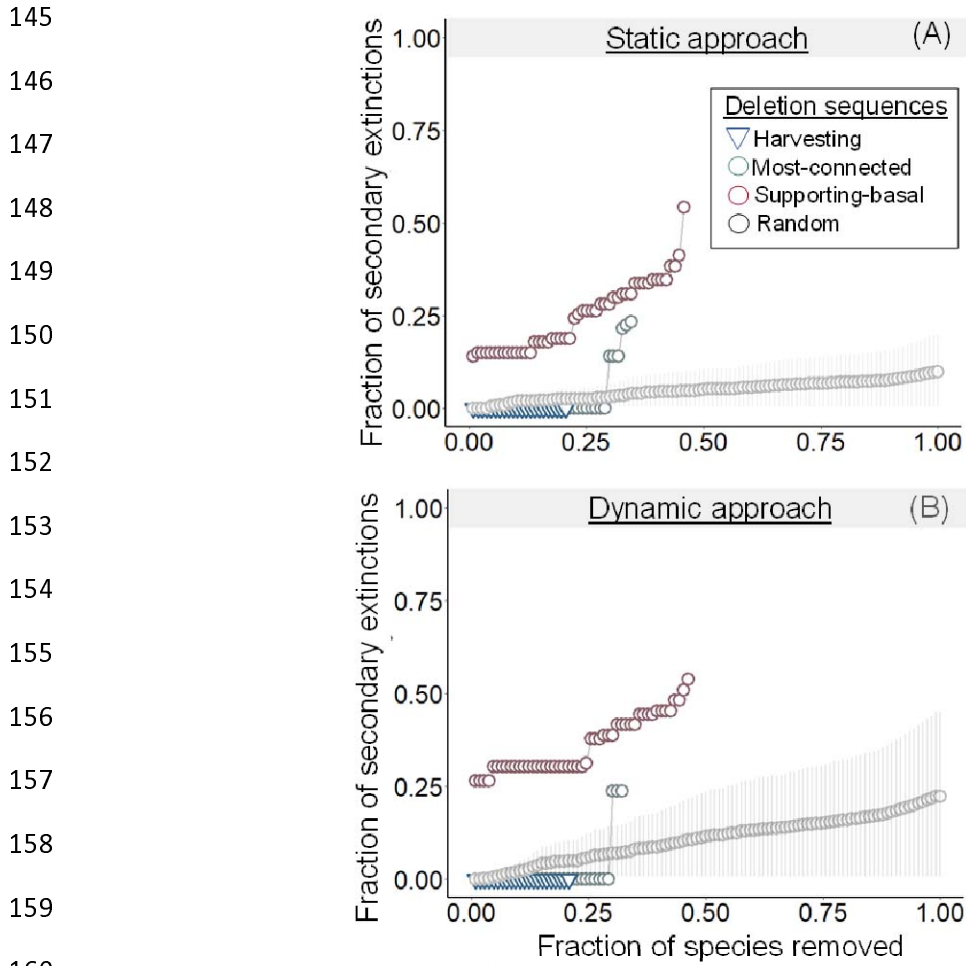 145
146
147
148
149
150
151
152
153
154
155
156
157
158
159
160
Static approach (A)
Fraction of secondary extinctions
1.00
0.75
0.50
0.25
0.00
Deletion sequences
Harvesting
Most-connected
Supporting-basal
Random
0.00 0.25 0.50 0.75 1.00
Dynamic approach (B)
Fraction of secondary extinctions
1.00
0.75
0.50
0.25
0.00
0.00 0.25 0.50 0.75 1.00
Fraction of species removed